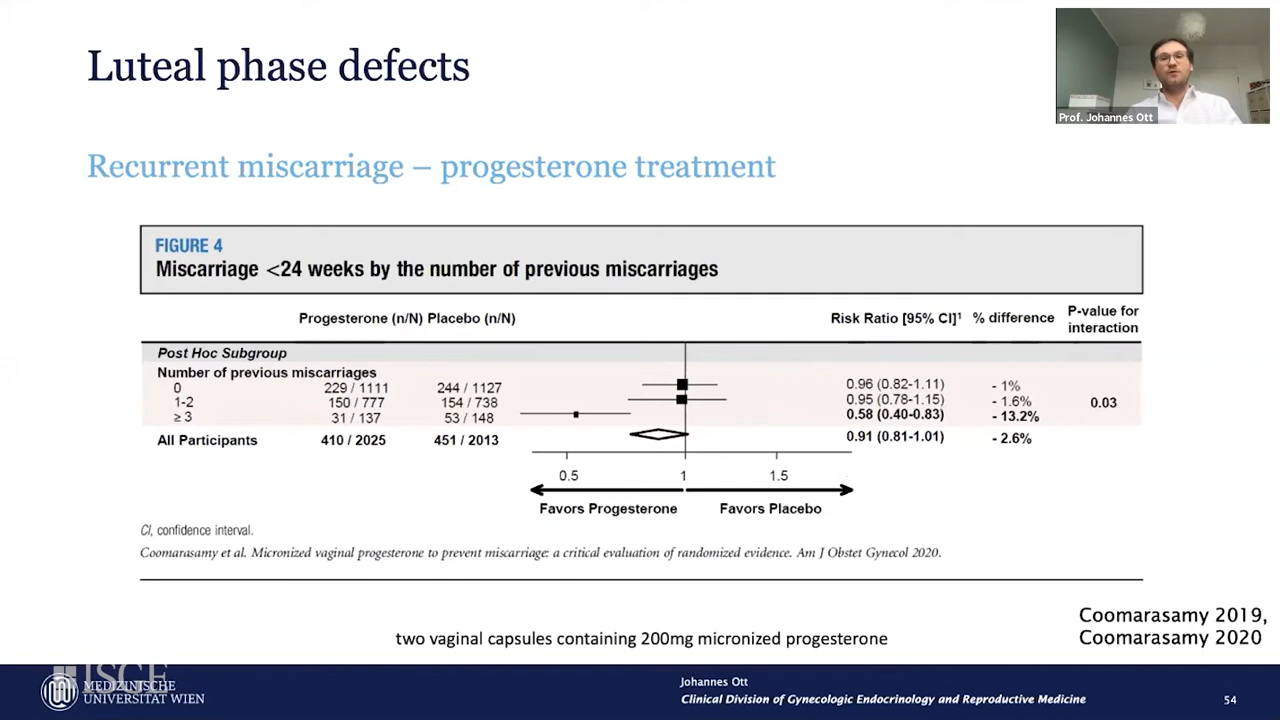 Luteal phase defects
Prof. Johannes Ott
Recurrent miscarriage – progesterone treatment
FIGURE 4
Miscarriage <24 weeks by the number of previous miscarriages
Progesterone (n/N) Placebo (n/N) Risk Ratio [95% CI]¹ % difference P-value for interaction
Post Hoc Subgroup
Number of previous miscarriages
0 229 / 1111 244 / 1127 0.96 (0.82-1.11) - 1%
1-2 150 / 777 154 / 738 0.95 (0.78-1.15) - 1.6% 0.03
≥ 3 31 / 137 53 / 148 0.58 (0.40-0.83) - 13.2%
All Participants 410 / 2025 451 / 2013 0.91 (0.81-1.01) - 2.6%
0.5 1 1.5
Favors Progesterone Favors Placebo
CI, confidence interval.
Coomarasamy et al. Micronized vaginal progesterone to prevent miscarriage: a critical evaluation of randomized evidence. Am J Obstet Gynecol 2020.
Coomarasamy 2019,
Coomarasamy 2020
two vaginal capsules containing 200mg micronized progesterone
ISGE
MEDIZINISCHE
UNIVERSITÄT WIEN
Johannes Ott
Clinical Division of Gynecologic Endocrinology and Reproductive Medicine
54